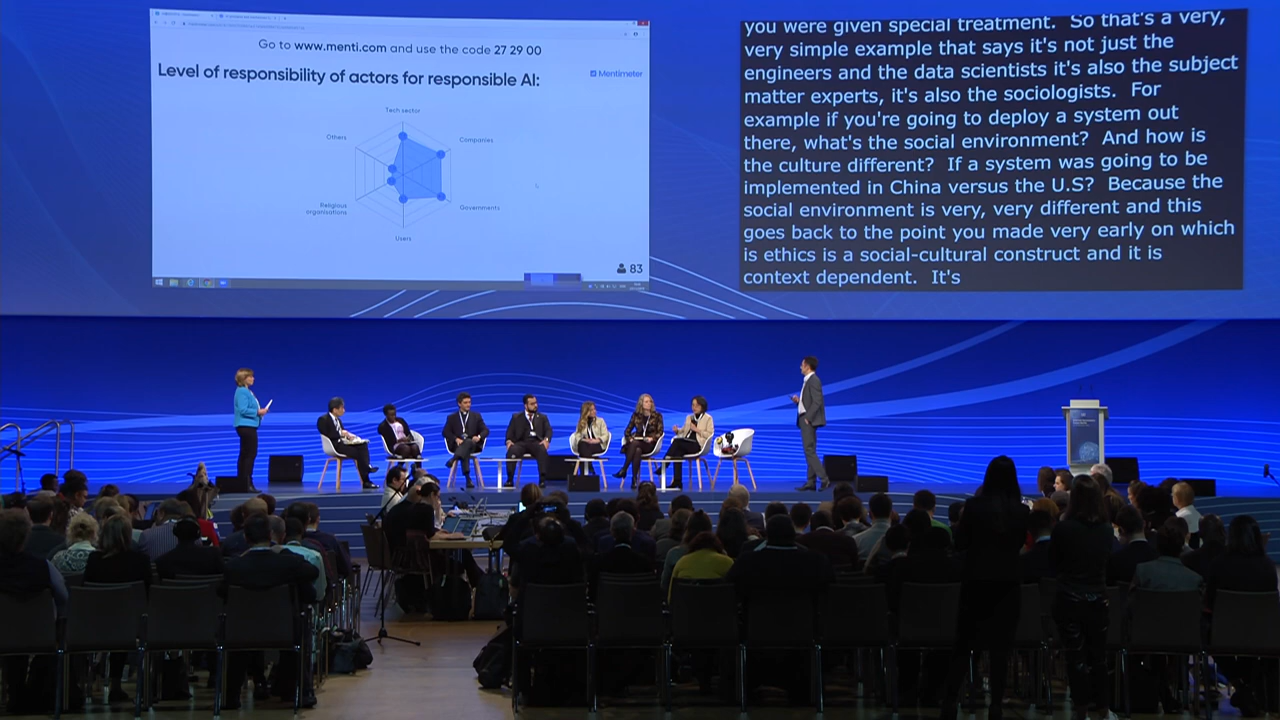 Go to www.menti.com and use the code 27 29 00
Level of responsibility of actors for responsible AI:
Mentimeter
Tech sector
Others
Companies
Religious
organisations
Governments
Users
83
you were given special treatment. So that's a very,
very simple example that says it's not just the
engineers and the data scientists it's also the subject
matter experts, it's also the sociologists. For
example if you're going to deploy a system out
there, what's the social environment? And how is
the culture different? If a system was going to be
implemented in China versus the U.S? Because the
social environment is very, very different and this
goes back to the point you made very early on which
is ethics is a social-cultural construct and it is
context dependent. It's